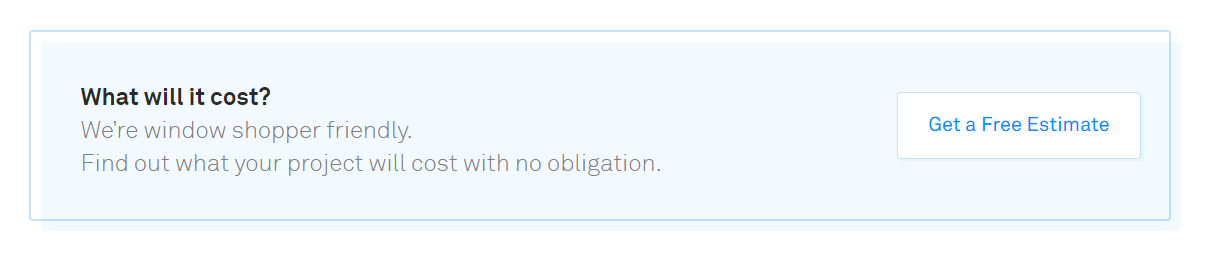 What will it cost?
We’re window shopper friendly.
Find out what your project will cost with no obligation.
Get a Free Estimate